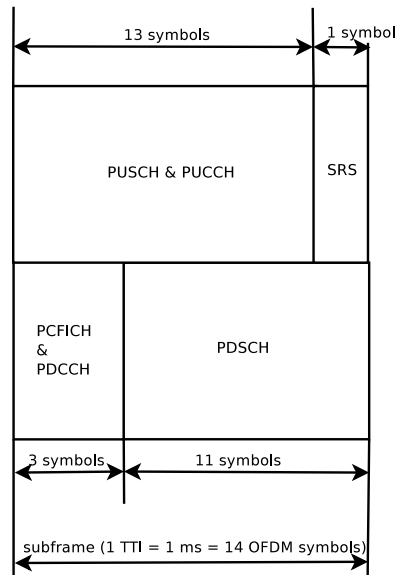 13 symbols
1 symbol
PUSCH & PUCCH
SRS
PCFICH
&
PDCCH
PDSCH
3 symbols
11 symbols
subframe (1 TTI = 1 ms = 14 OFDM symbols)